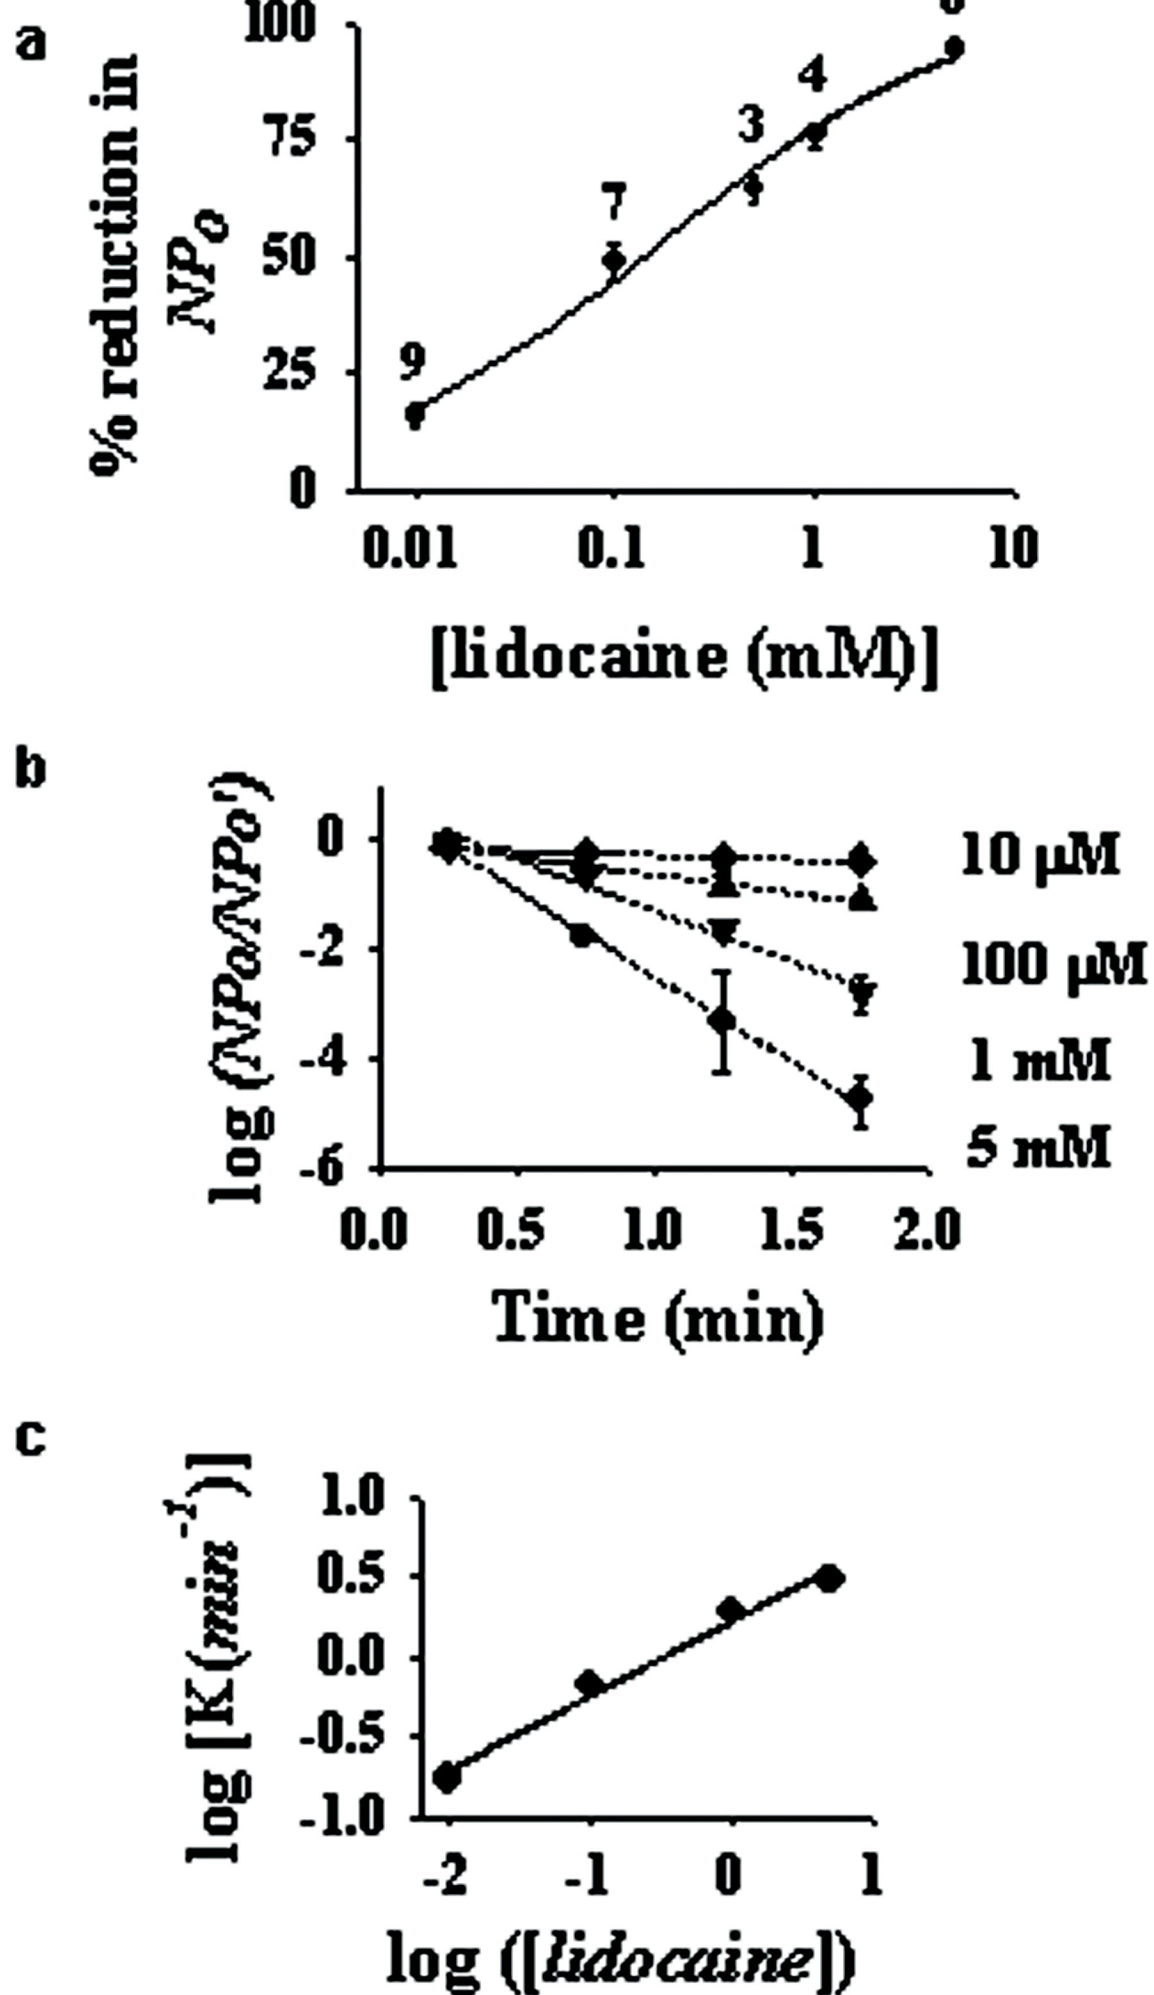 a
% reduction in
NPo
100
75
50
25
0
9
7
3
4
0.01 0.1 1 10
[lidocaine (mM)]
b
log (NPo/NPo')
0
-2
-4
-6
10 µM
100 µM
1 mM
5 mM
0.0 0.5 1.0 1.5 2.0
Time (min)
c
log [K(min⁻¹)]
1.0
0.5
0.0
-0.5
-1.0
-2 -1 0 1
log ([lidocaine])